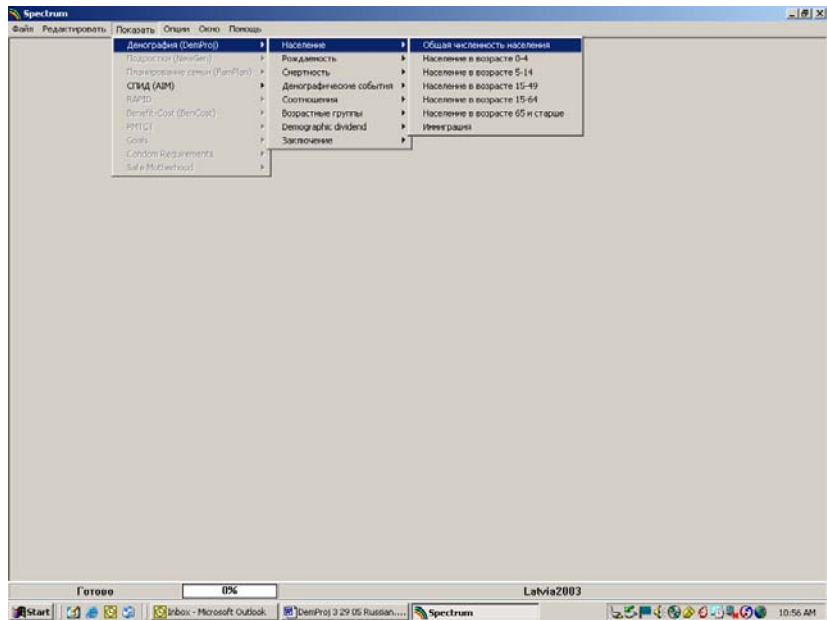 Spectrum
Файл Редактировать Показать Опции Окно Помощь
Демография (DemProj)
Подростки (NewGen)
Планирование семьи (FamPlan)
СПИД (AIM)
RAPID
Benefit-Cost (BenCost)
PMTCT
Goals
Condom Requirements
Safe Motherhood
Население
Рождаемость
Смертность
Демографические события
Соотношения
Возрастные группы
Demographic dividend
Заключение
Общая численность населения
Население в возрасте 0-4
Население в возрасте 5-14
Население в возрасте 15-49
Население в возрасте 15-64
Население в возрасте 65 и старше
Иммиграция
Готово 0% Latvia2003
Start Inbox - Microsoft Outlook DemProj 3 29 05 Russian.... Spectrum 10:56 AM